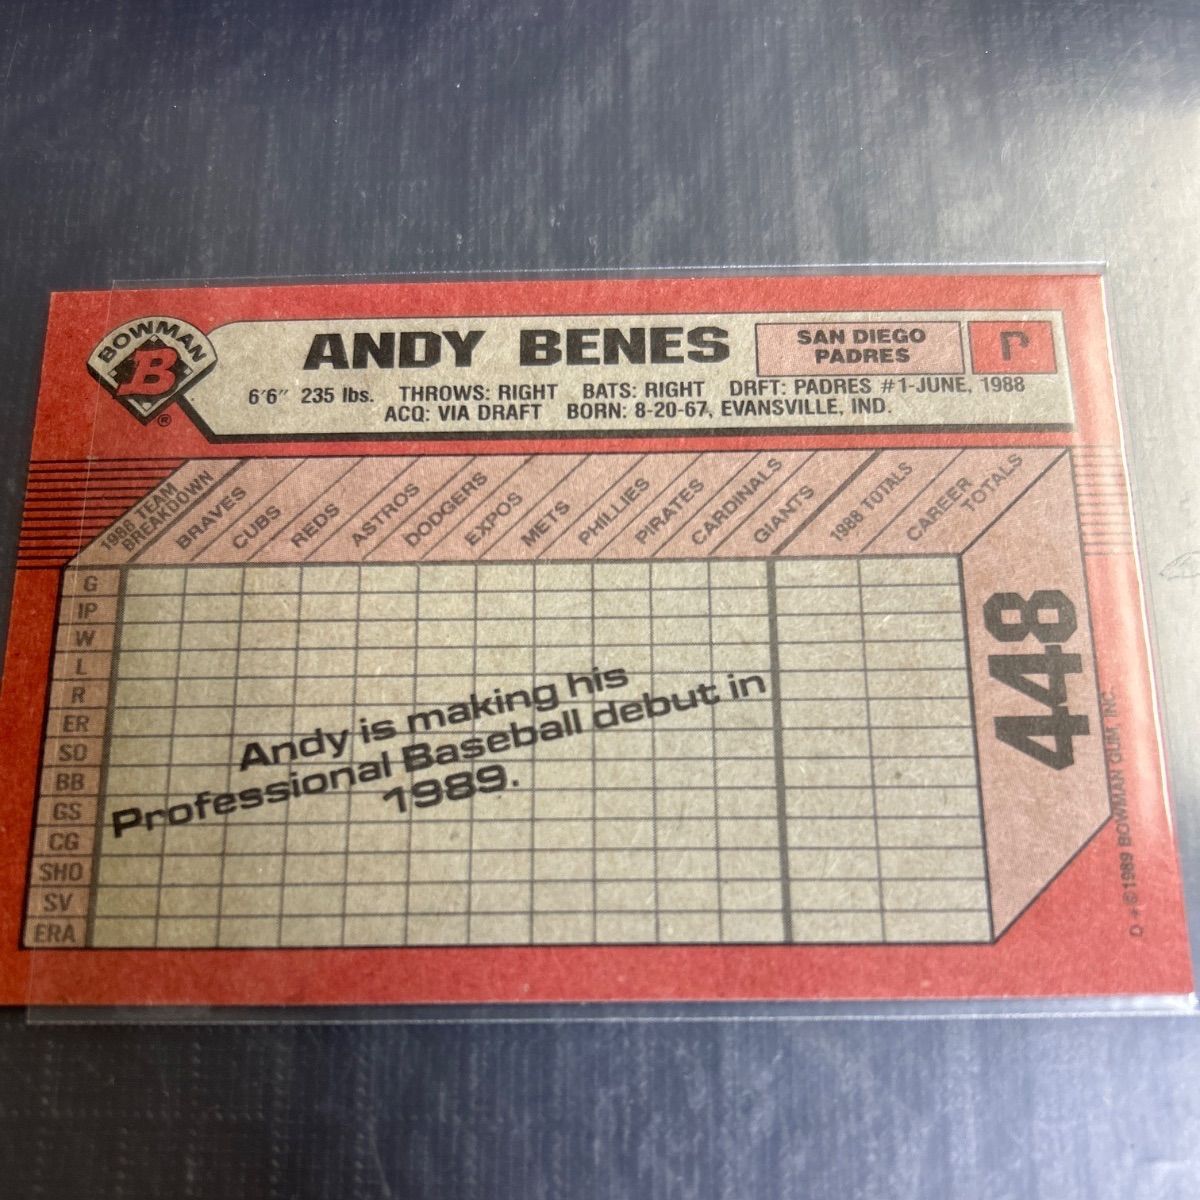 BOWMAN
B
®
ANDY BENES
SAN DIEGO
PADRES
6'6" 235 lbs. THROWS: RIGHT BATS: RIGHT DRFT: PADRES #1-JUNE, 1988
ACQ: VIA DRAFT BORN: 8-20-67, EVANSVILLE, IND.
1988 TEAM
BREAKDOWN
BRAVES
CUBS
REDS
ASTROS
DODGERS
EXPOS
METS
PHILLIES
PIRATES
CARDINALS
GIANTS
1988 TOTALS
CAREER
TOTALS
G
IP
W
L
R
ER
SO
BB
GS
CG
SHO
SV
ERA
Andy is making his
Professional Baseball debut in
1989.
448
D * © 1989 BOWMAN GUM, INC.